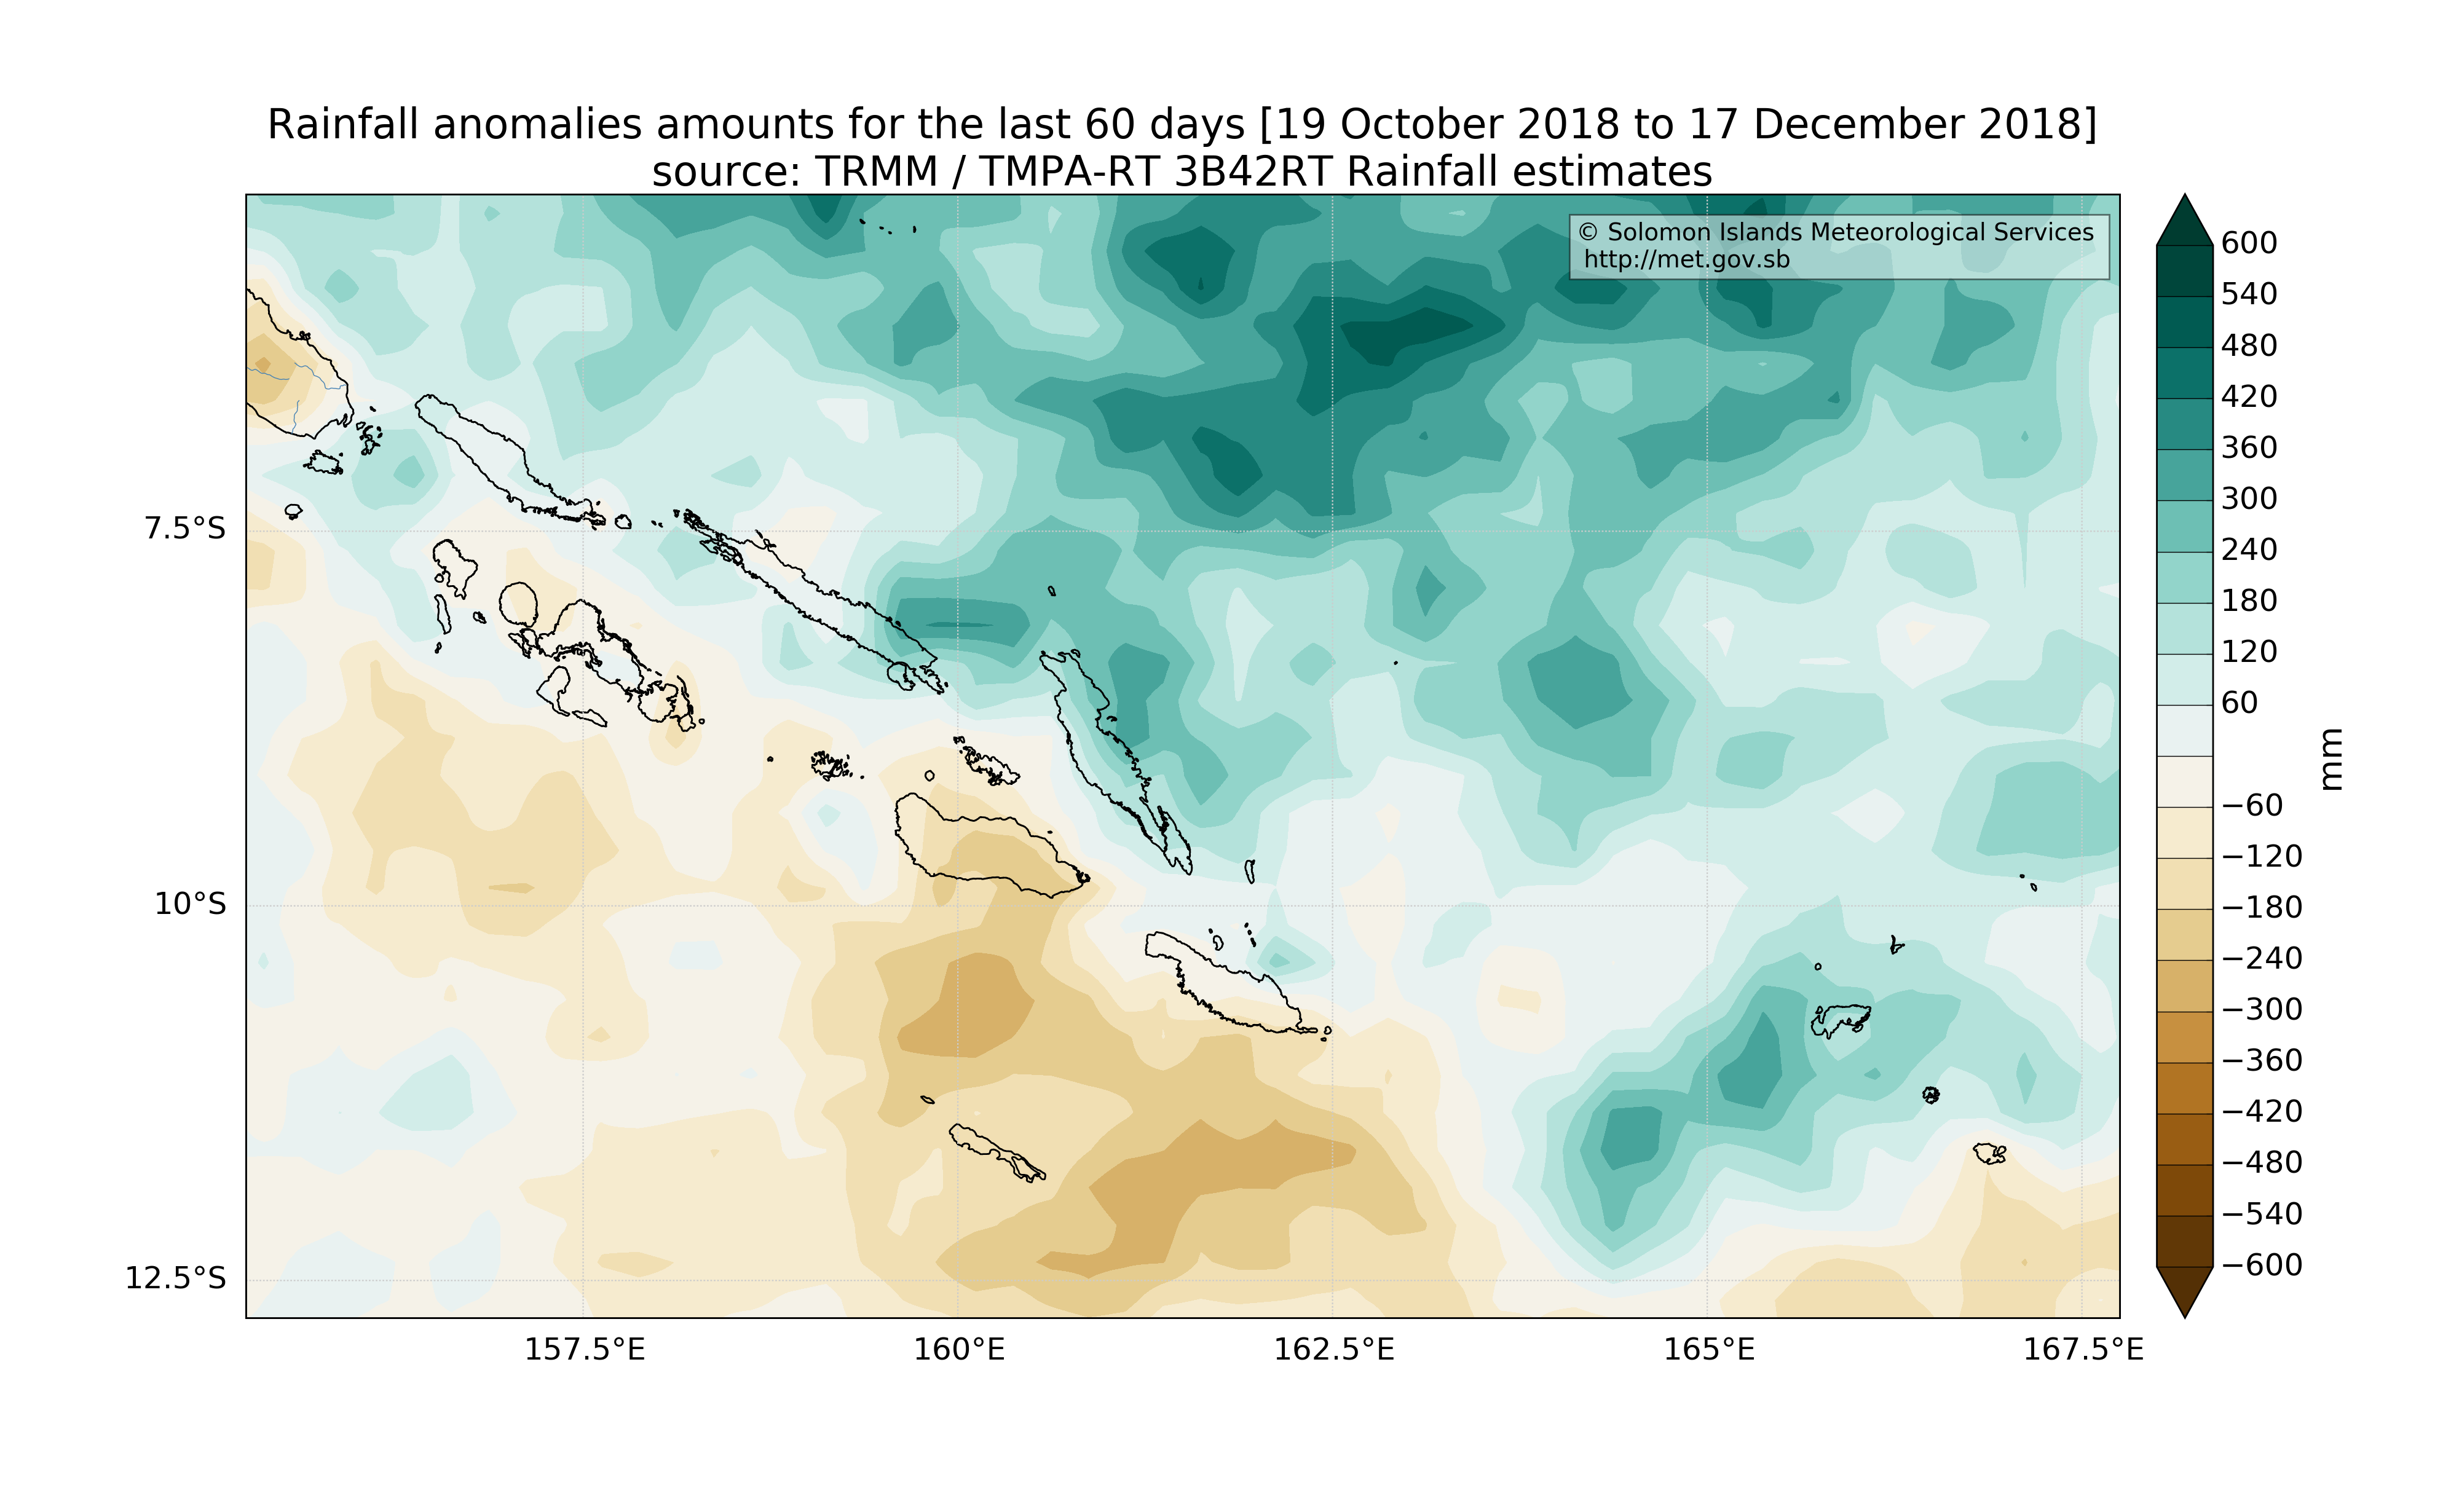 Rainfall anomalies amounts for the last 60 days [19 October 2018 to 17 December 2018]
source: TRMM / TMPA-RT 3B42RT Rainfall estimates
© Solomon Islands Meteorological Services
http://met.gov.sb
600
540
480
420
360
300
240
180
120
60
−60
−120
−180
−240
−300
−360
−420
−480
−540
−600
mm
7.5°S
10°S
12.5°S
157.5°E
160°E
162.5°E
165°E
167.5°E